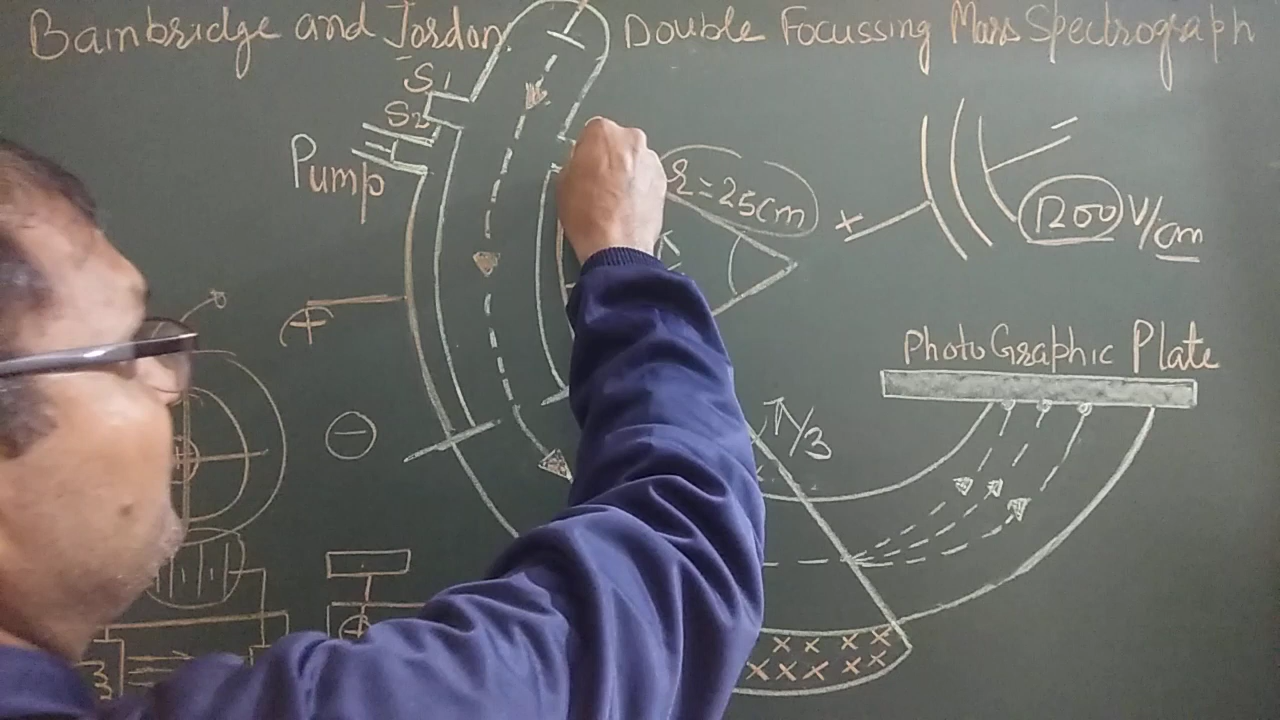 Bainbridge and Jordon Double Focussing Mass Spectrograph
S1
S2
Pump
r=25cm
+
1200 V/cm
+
−
Photographic Plate
π/3
x x x x
x x x x x